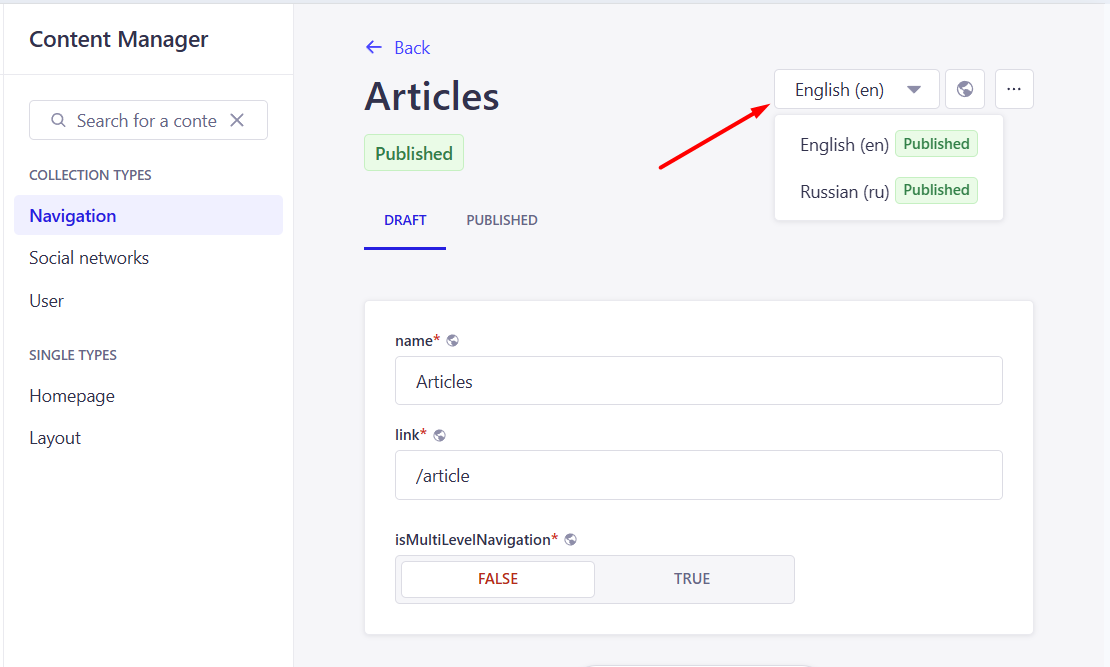 Content Manager
Search for a conte
COLLECTION TYPES
Navigation
Social networks
User
SINGLE TYPES
Homepage
Layout
Back
Articles
Published
English (en)
...
English (en) Published
Russian (ru) Published
DRAFT PUBLISHED
name*
Articles
link*
/article
isMultiLevelNavigation*
FALSE TRUE